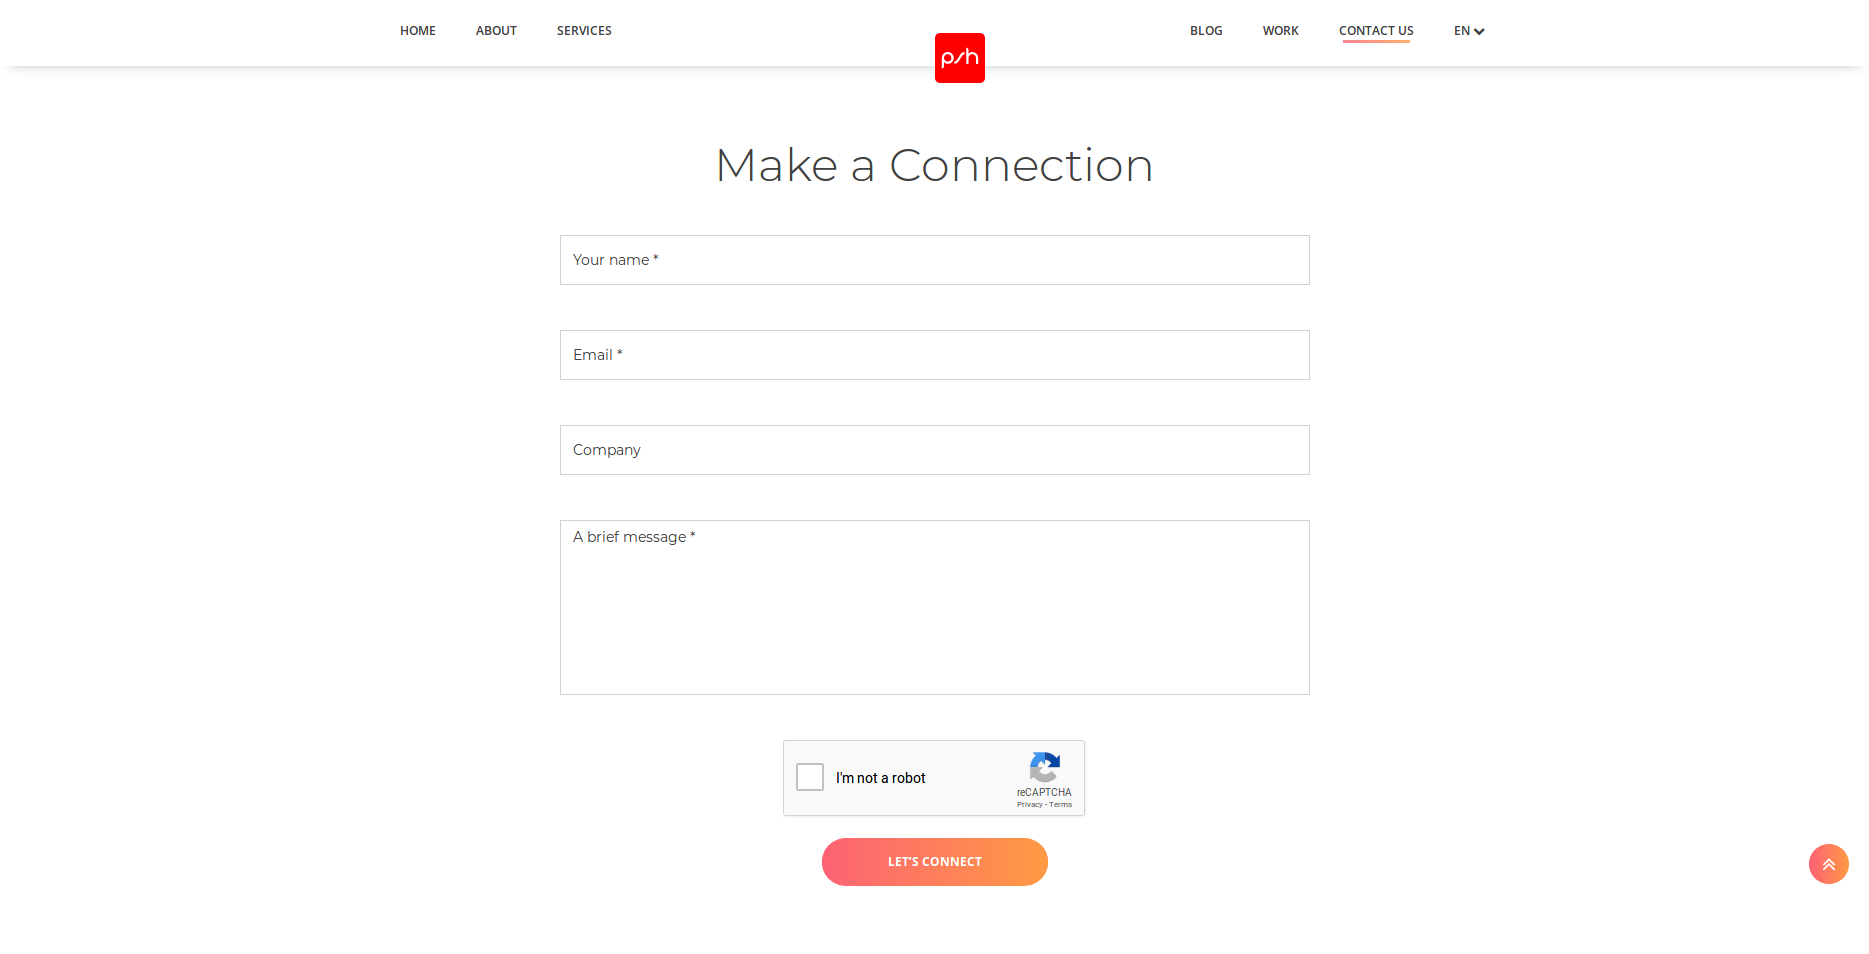 HOME ABOUT SERVICES psh BLOG WORK CONTACT US EN
Make a Connection
Your name *
Email *
Company
A brief message *
I'm not a robot
reCAPTCHA
Privacy - Terms
LET'S CONNECT